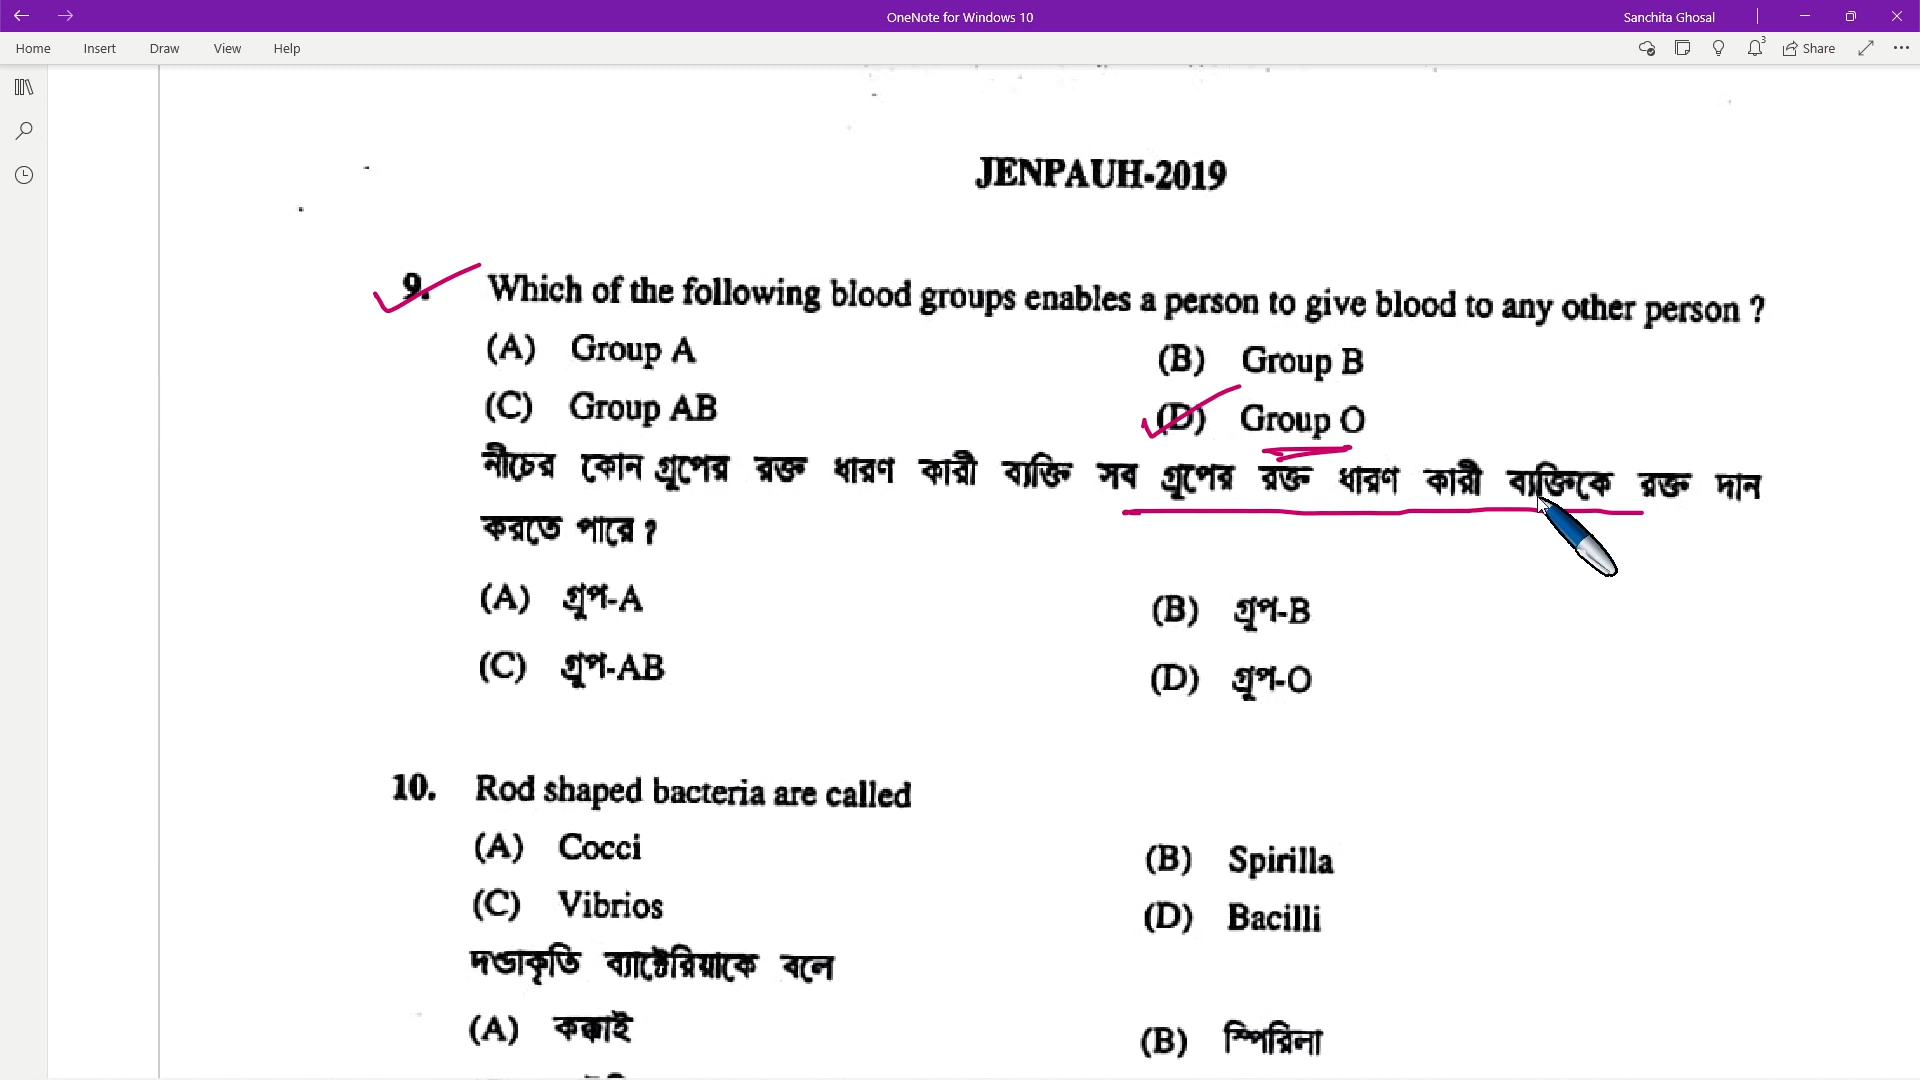 OneNote for Windows 10
Sanchita Ghosal
Home Insert Draw View Help
3
Share
JENPAUH-2019
9. Which of the following blood groups enables a person to give blood to any other person ?
(A) Group A (B) Group B
(C) Group AB (D) Group O
নীচের কোন গ্রুপের রক্ত ধারণ কারী ব্যক্তি সব গ্রুপের রক্ত ধারণ কারী ব্যক্তিকে রক্ত দান
করতে পারে ?
(A) গ্রুপ-A (B) গ্রুপ-B
(C) গ্রুপ-AB (D) গ্রুপ-O
10. Rod shaped bacteria are called
(A) Cocci (B) Spirilla
(C) Vibrios (D) Bacilli
দণ্ডাকৃতি ব্যাক্টেরিয়াকে বলে
(A) কক্কাই (B) স্পিরিলা